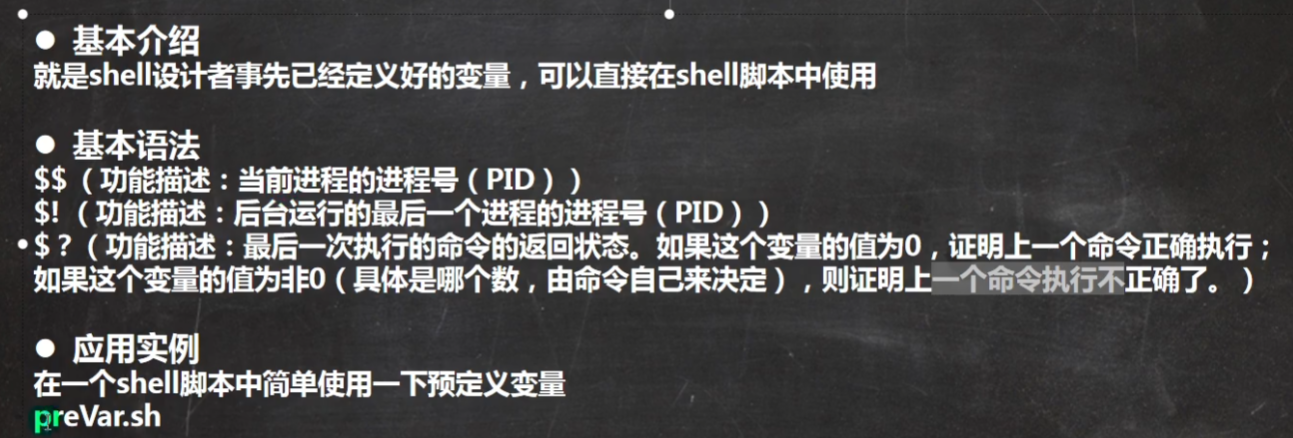 ● 基本介绍
就是shell设计者事先已经定义好的变量，可以直接在shell脚本中使用
● 基本语法
$$（功能描述：当前进程的进程号（PID））
$!（功能描述：后台运行的最后一个进程的进程号（PID））
$？（功能描述：最后一次执行的命令的返回状态。如果这个变量的值为0，证明上一个命令正确执行；
如果这个变量的值为非0（具体是哪个数，由命令自己来决定），则证明上一个命令执行不正确了。）
● 应用实例
在一个shell脚本中简单使用一下预定义变量
preVar.sh